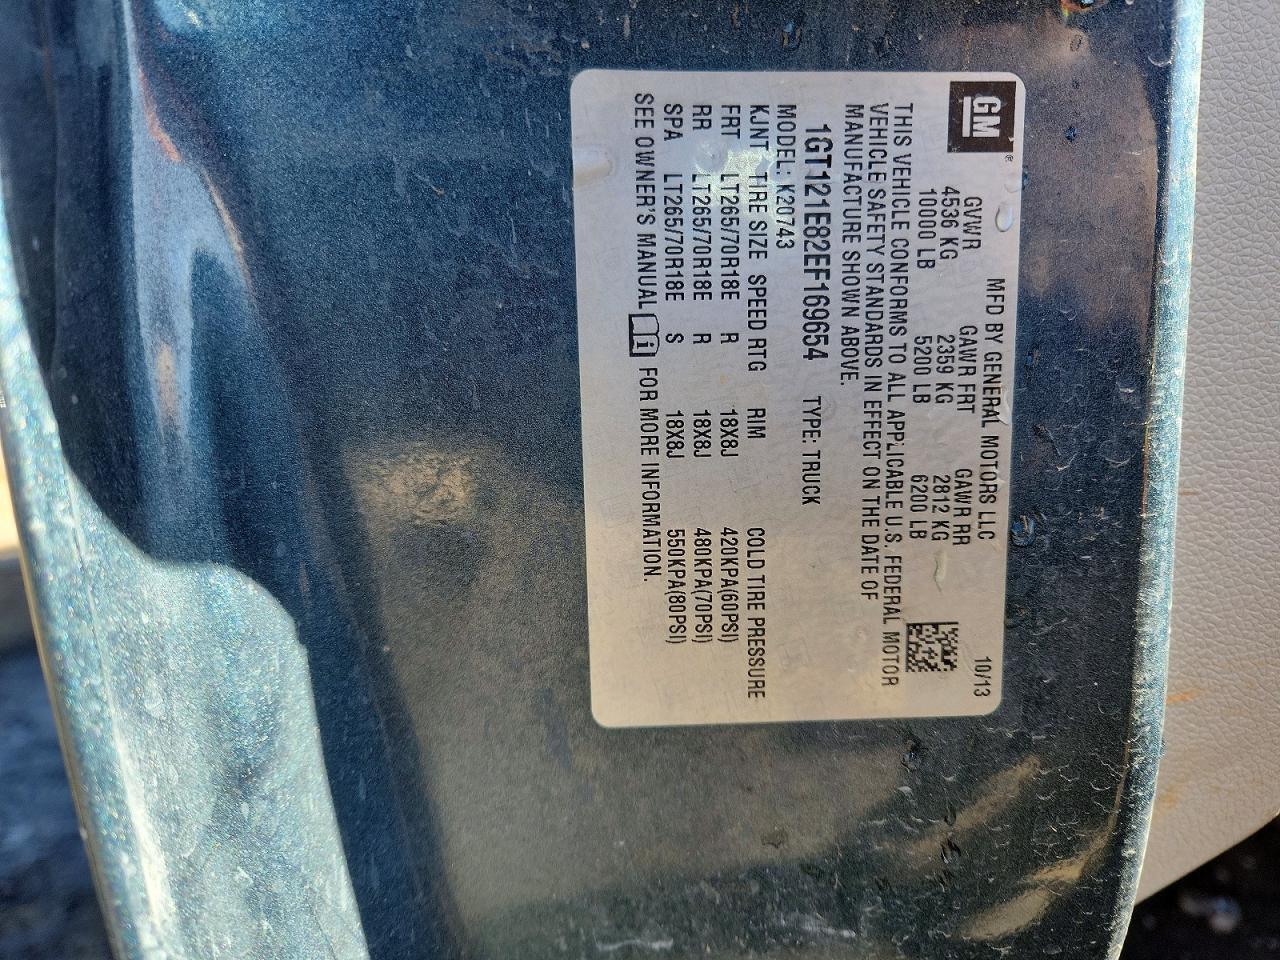 GM®
MFD BY GENERAL MOTORS LLC 10/13
GVWR GAWR FRT GAWR RR
4536 KG 2359 KG 2812 KG
10000 LB 5200 LB 6200 LB
THIS VEHICLE CONFORMS TO ALL APPLICABLE U.S. FEDERAL MOTOR
VEHICLE SAFETY STANDARDS IN EFFECT ON THE DATE OF
MANUFACTURE SHOWN ABOVE.
1GT121E82EF169654 TYPE: TRUCK
MODEL: K20743
KJNT TIRE SIZE SPEED RTG RIM COLD TIRE PRESSURE
FRT LT265/70R18E R 18X8J 420KPA(60PSI)
RR LT265/70R18E R 18X8J 480KPA(70PSI)
SPA LT265/70R18E S 18X8J 550KPA(80PSI)
SEE OWNER'S MANUAL i FOR MORE INFORMATION.